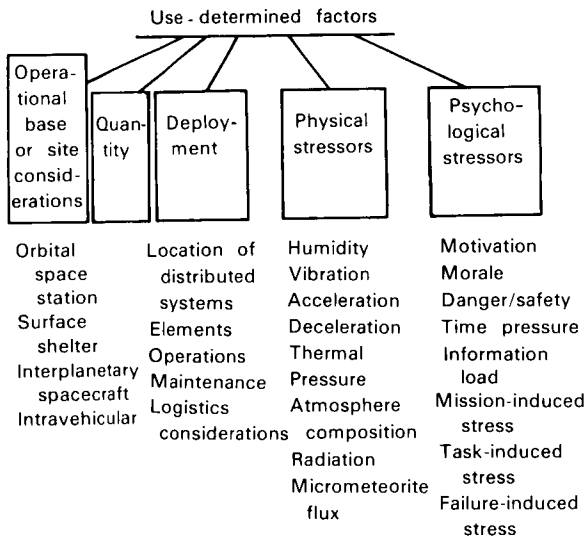 Use-determined factors
Opera-
tional
base
or site
consid-
erations
Quan-
tity
Deploy-
ment
Physical
stressors
Psycho-
logical
stressors
Orbital
space
station
Surface
shelter
Interplanetary
spacecraft
Intravehicular
Location of
distributed
systems
Elements
Operations
Maintenance
Logistics
considerations
Humidity
Vibration
Acceleration
Deceleration
Thermal
Pressure
Atmosphere
composition
Radiation
Micrometeorite
flux
Motivation
Morale
Danger/safety
Time pressure
Information
load
Mission-induced
stress
Task-induced
stress
Failure-induced
stress